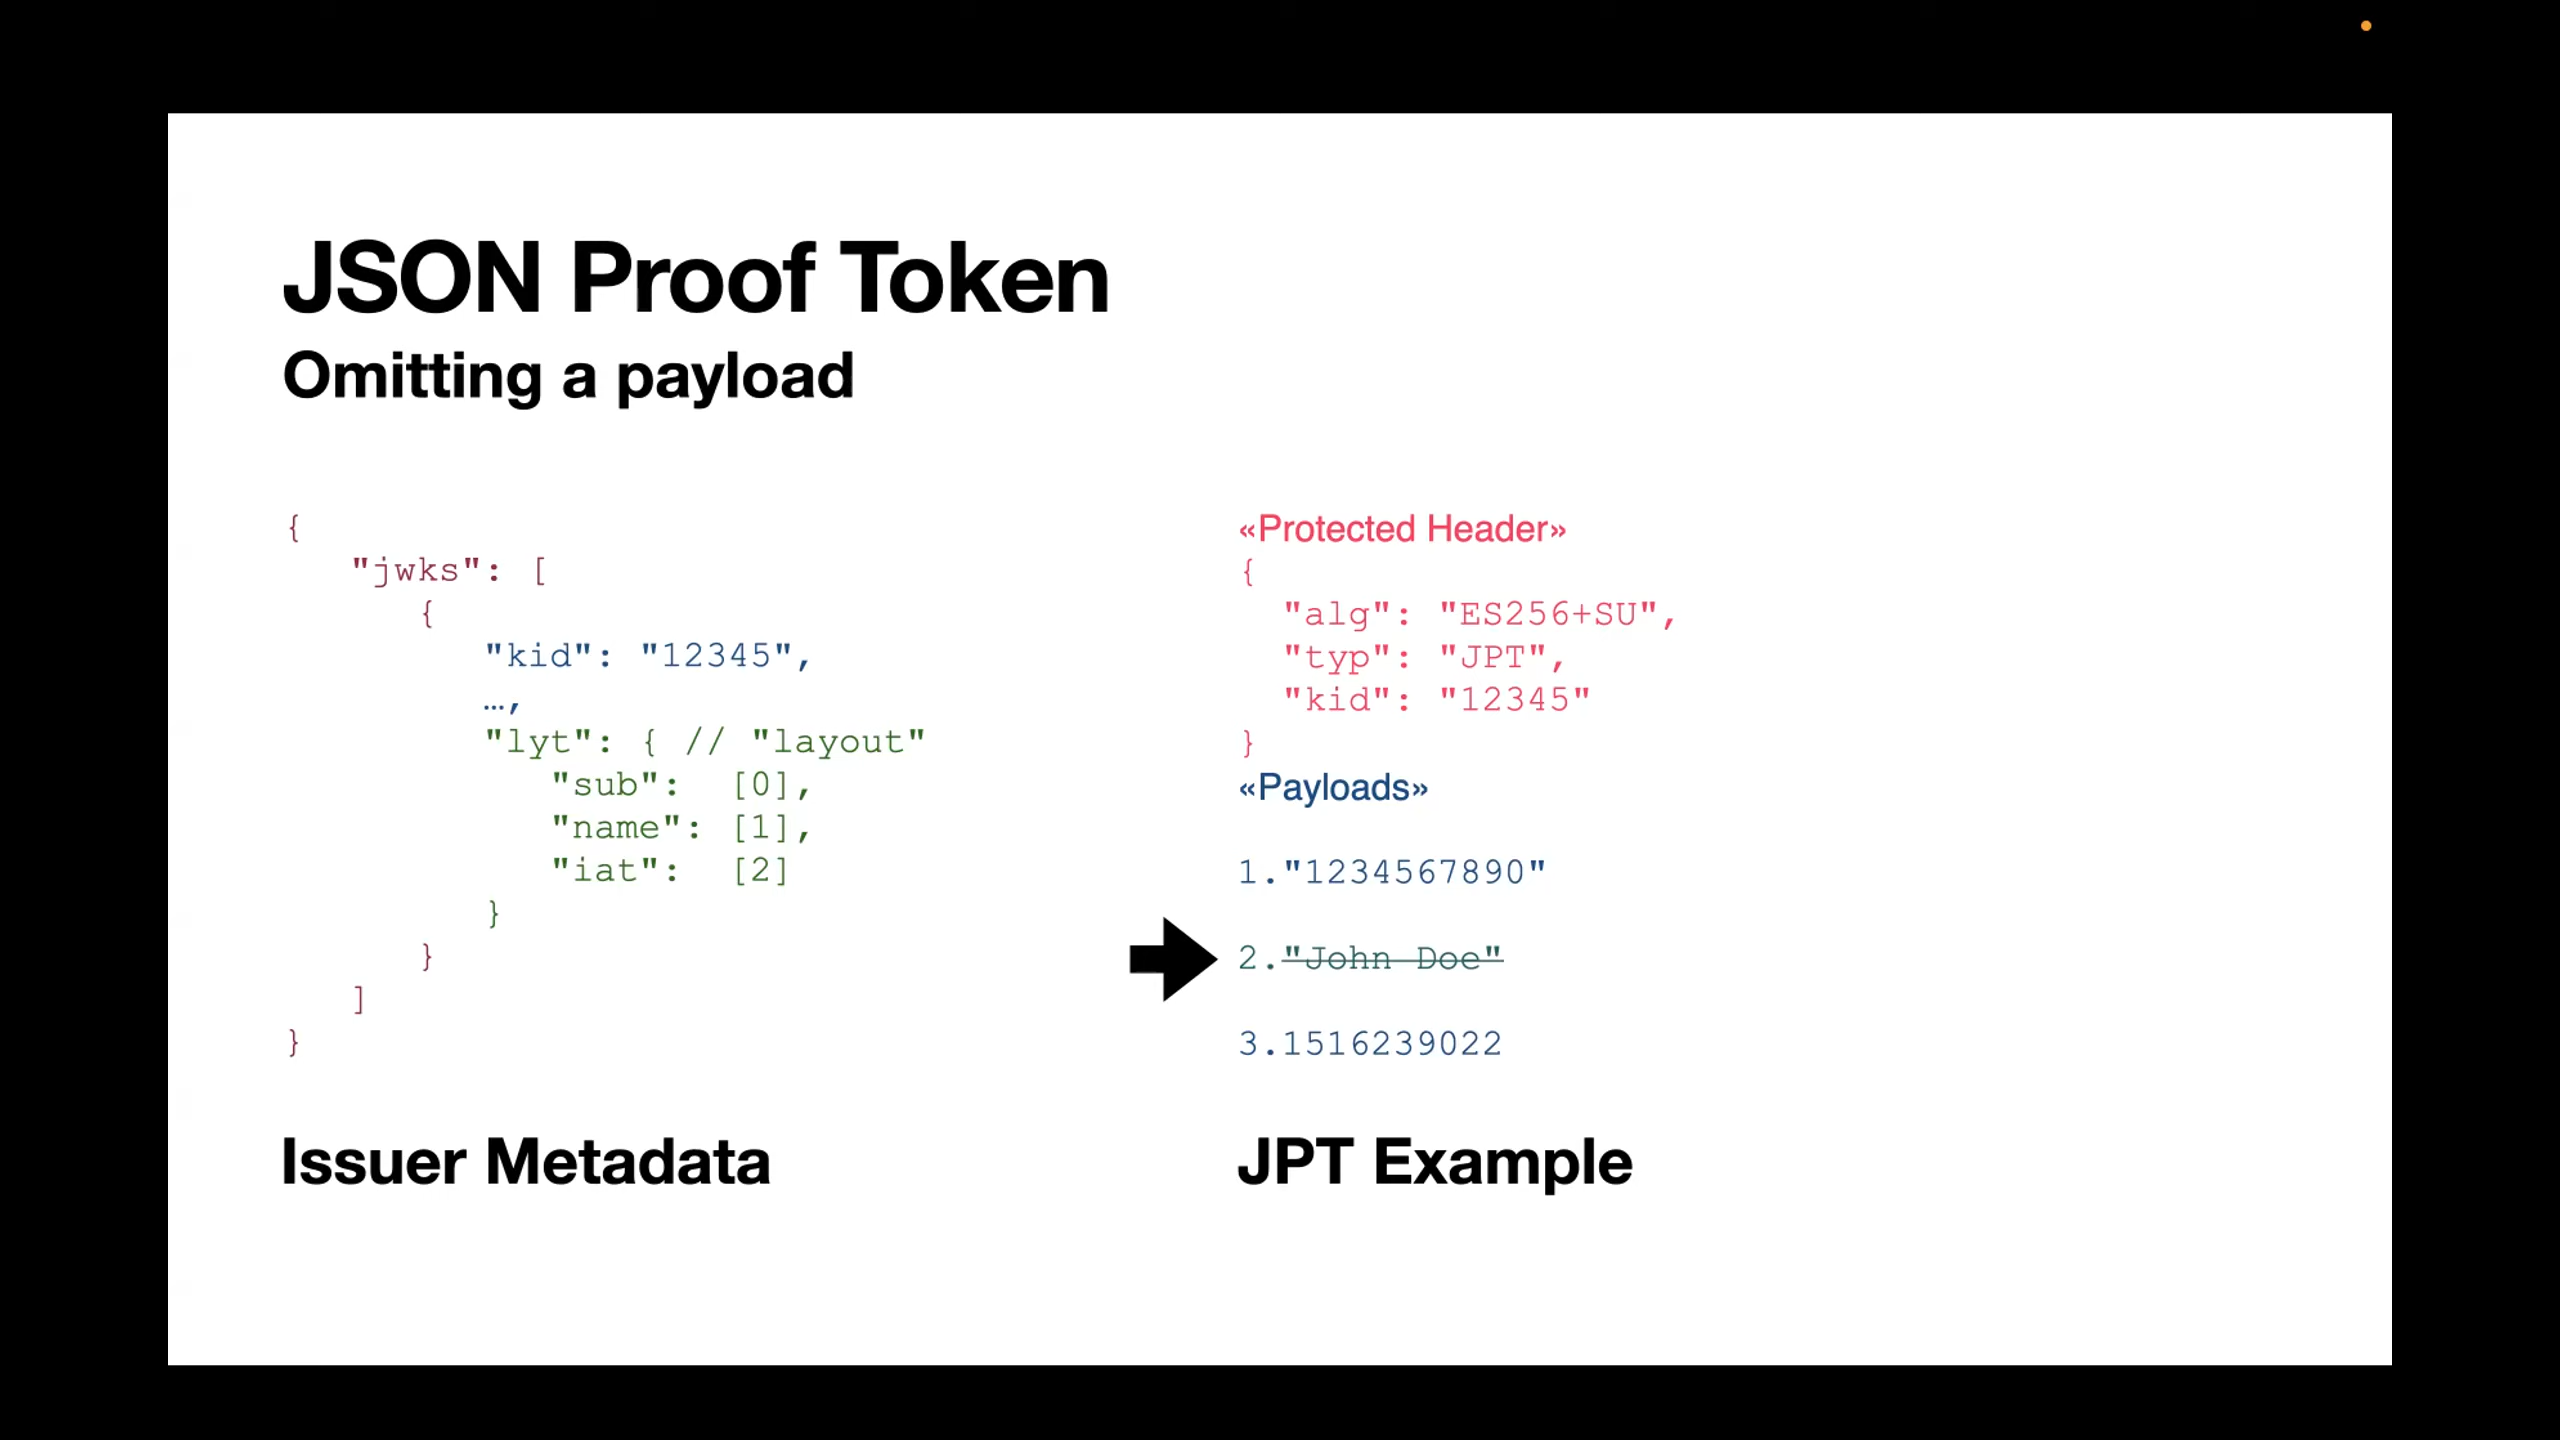 JSON Proof Token
Omitting a payload
{
"jwks": [
{
"kid": "12345",
…,
"lyt": { // "layout"
"sub": [0],
"name": [1],
"iat": [2]
}
}
]
}
Issuer Metadata
«Protected Header»
{
"alg": "ES256+SU",
"typ": "JPT",
"kid": "12345"
}
«Payloads»
1."1234567890"
2."John Doe"
3.1516239022
JPT Example